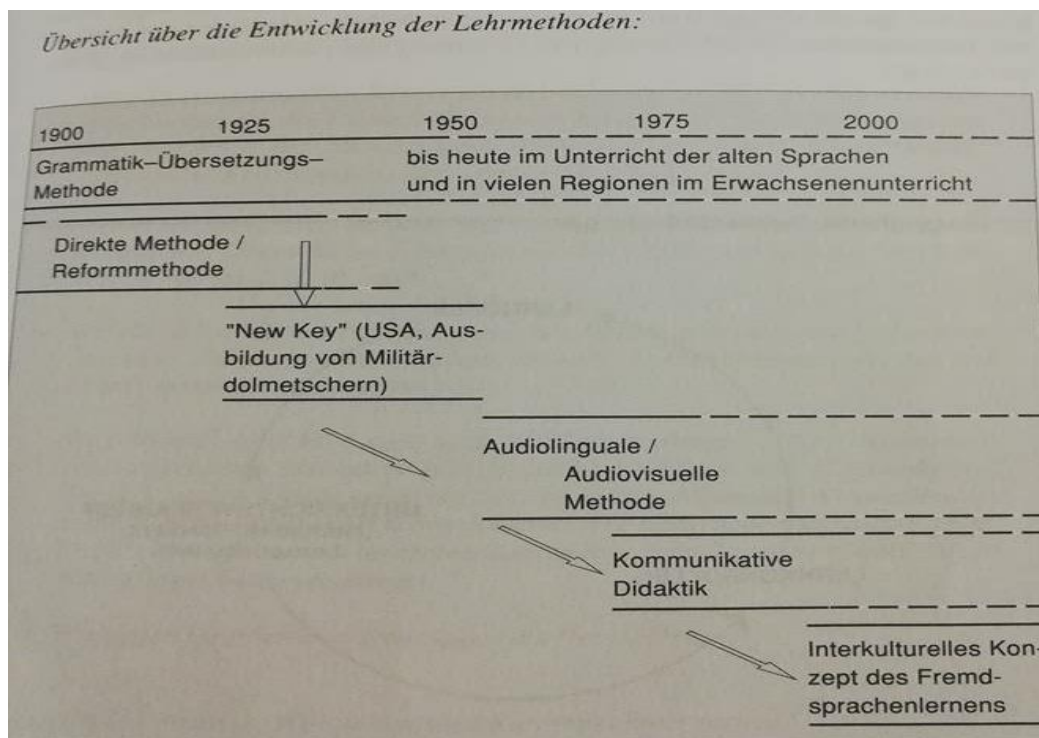 Übersicht über die Entwicklung der Lehrmethoden:
1900 1925 1950 1975 2000
Grammatik–Übersetzungs–
Methode
bis heute im Unterricht der alten Sprachen
und in vielen Regionen im Erwachsenenunterricht
Direkte Methode /
Reformmethode
"New Key" (USA, Aus-
bildung von Militär-
dolmetschern)
Audiolinguale /
Audiovisuelle
Methode
Kommunikative
Didaktik
Interkulturelles Kon-
zept des Fremd-
sprachenlernens